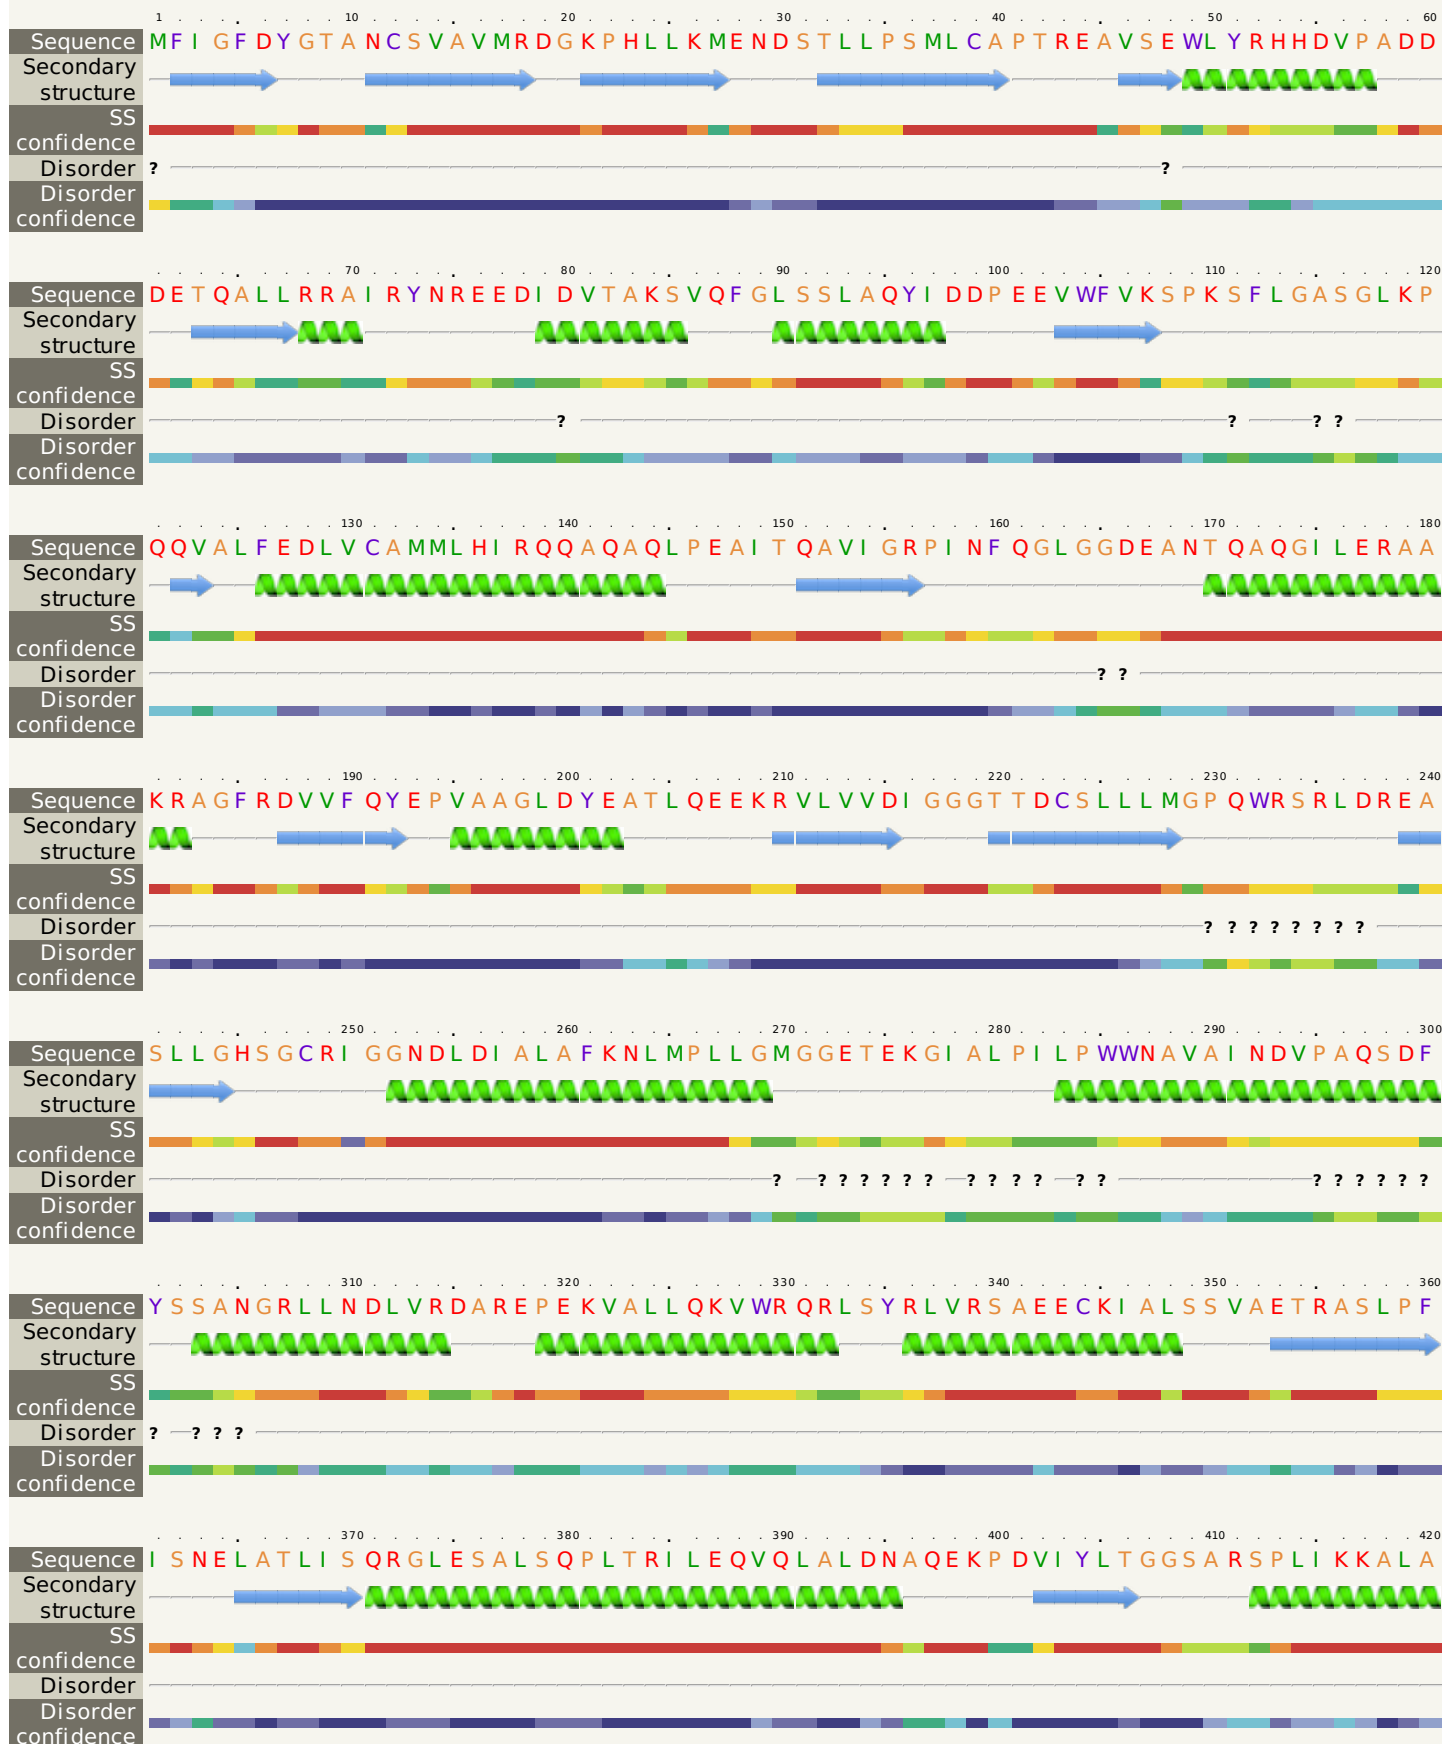 1 10 20 30 40 50 60
Sequence MFIGFDYGTANCSVAVMRDGKPHLLKMENDSTLLPSMLCAPTREAVSEWLYRHHDVPADD
Secondary
structure
SS
confidence
Disorder ? ?
Disorder
confidence
70 80 90 100 110 120
Sequence DETQALLRRAIRYNREEDIDVTAKSVQFGLSSLAQYIDDPEEVWFVKSPKSFLGASGLKP
Secondary
structure
SS
confidence
Disorder ? ? ? ?
Disorder
confidence
130 140 150 160 170 180
Sequence QQVALFEDLVCAMMLHIRQQAQAQLPEAITQAVIGRPINFQGLGGDEANTQAQGILERAA
Secondary
structure
SS
confidence
Disorder ? ?
Disorder
confidence
190 200 210 220 230 240
Sequence KRAGFRDVVFQYEPVAAGLDYEATLQEEKRVLVVDIGGGTTDCSLLLMGPQWRSRLDREA
Secondary
structure
SS
confidence
Disorder ? ? ? ? ? ? ? ?
Disorder
confidence
250 260 270 280 290 300
Sequence SLLGHSGCRIGGNDLDIALAFKNLMPLLGMGGETEKGIALPILPWWNAVAINDVPAQSDF
Secondary
structure
SS
confidence
Disorder ? ? ? ? ? ? ? ? ? ? ? ? ? ? ? ? ? ? ?
Disorder
confidence
310 320 330 340 350 360
Sequence YSSANGRLLNDLVRDAREPEKVALLQKVWRQRLSYRLVRSAEECKIALSSVAETRASLPF
Secondary
structure
SS
confidence
Disorder ? ? ? ?
Disorder
confidence
370 380 390 400 410 420
Sequence ISNELATLISQRGLESALSQPLTRILEQVQLALDNAQEKPDVIYLTGGSARSPLIKKALA
Secondary
structure
SS
confidence
Disorder
Disorder
confidence